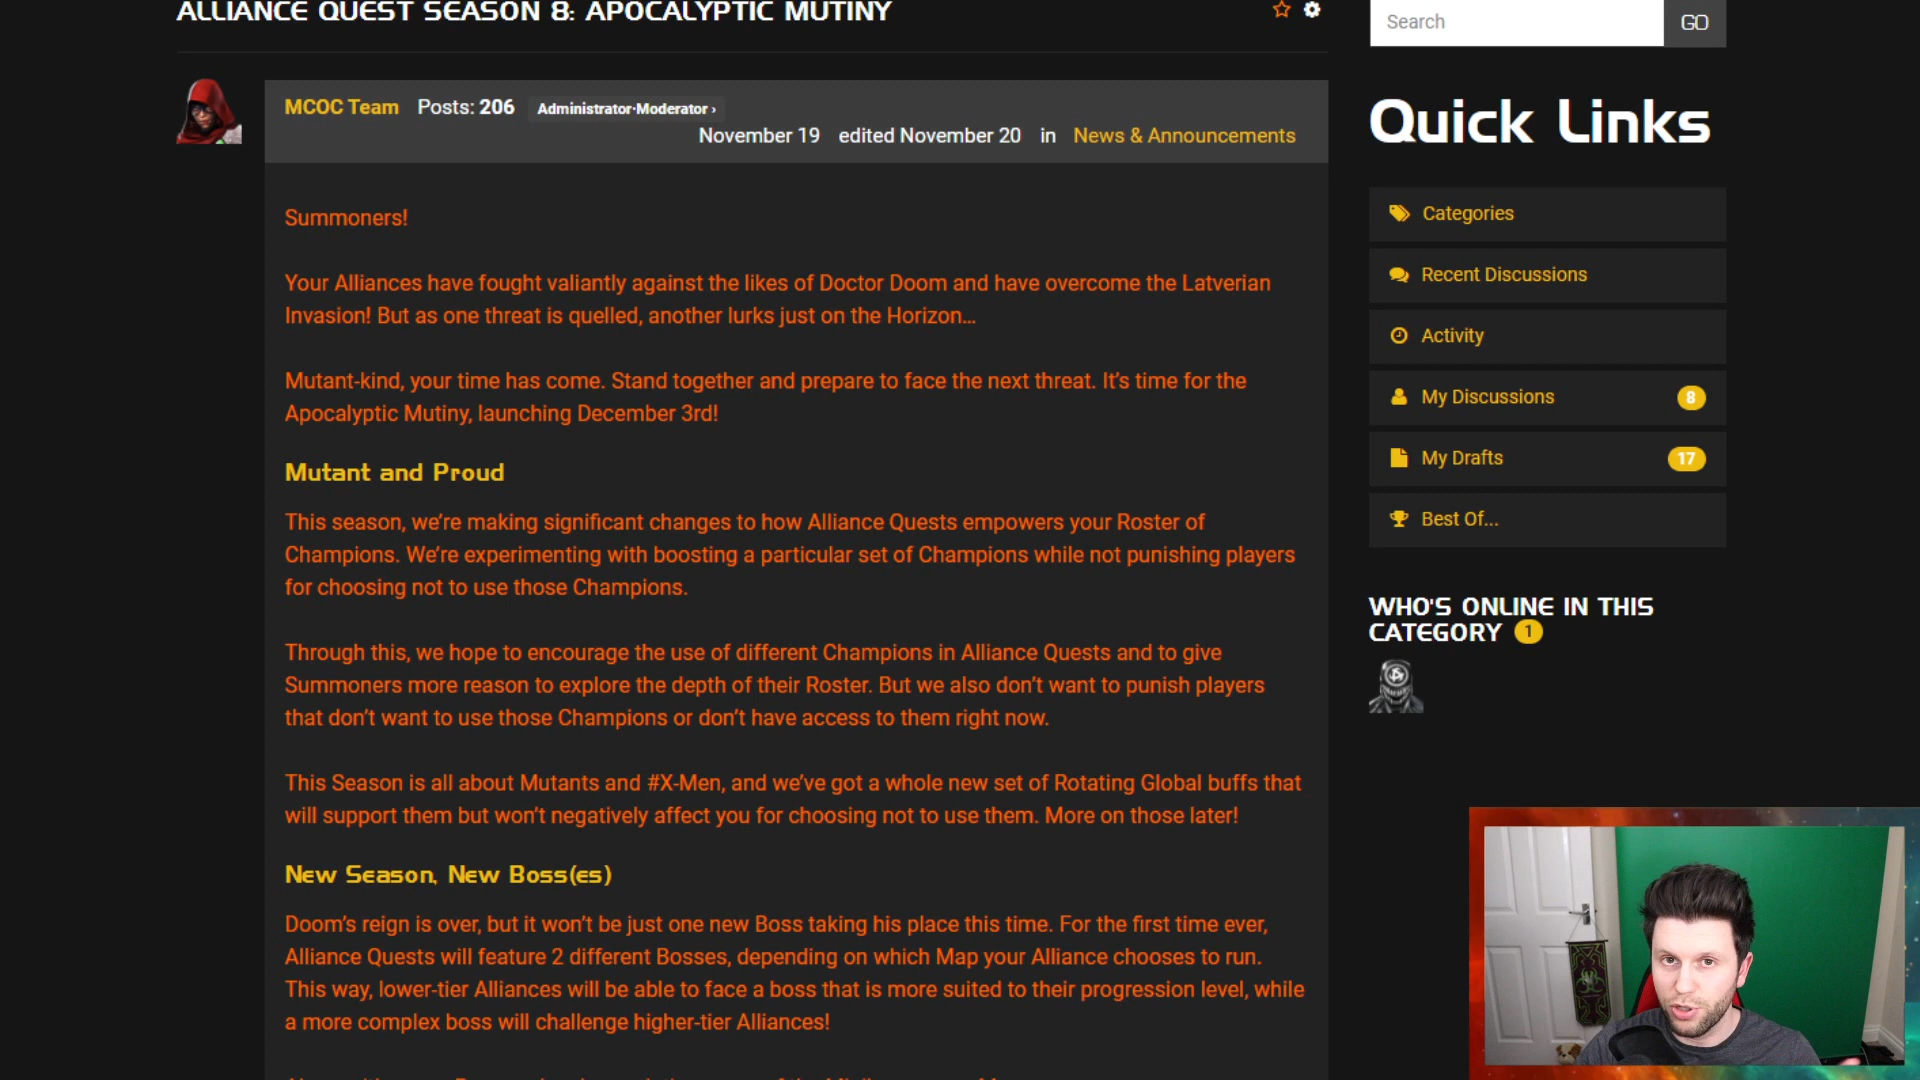 ALLIANCE QUEST SEASON 8: APOCALYPTIC MUTINY
MCOC Team Posts: 206 Administrator·Moderator ›
November 19 edited November 20 in News & Announcements
Summoners!
Your Alliances have fought valiantly against the likes of Doctor Doom and have overcome the Latverian
Invasion! But as one threat is quelled, another lurks just on the Horizon...
Mutant-kind, your time has come. Stand together and prepare to face the next threat. It’s time for the
Apocalyptic Mutiny, launching December 3rd!
Mutant and Proud
This season, we’re making significant changes to how Alliance Quests empowers your Roster of
Champions. We’re experimenting with boosting a particular set of Champions while not punishing players
for choosing not to use those Champions.
Through this, we hope to encourage the use of different Champions in Alliance Quests and to give
Summoners more reason to explore the depth of their Roster. But we also don’t want to punish players
that don’t want to use those Champions or don’t have access to them right now.
This Season is all about Mutants and #X-Men, and we’ve got a whole new set of Rotating Global buffs that
will support them but won’t negatively affect you for choosing not to use them. More on those later!
New Season, New Boss(es)
Doom’s reign is over, but it won’t be just one new Boss taking his place this time. For the first time ever,
Alliance Quests will feature 2 different Bosses, depending on which Map your Alliance chooses to run.
This way, lower-tier Alliances will be able to face a boss that is more suited to their progression level, while
a more complex boss will challenge higher-tier Alliances!
Search GO
Quick Links
Categories
Recent Discussions
Activity
My Discussions 8
My Drafts 17
Best Of...
WHO'S ONLINE IN THIS
CATEGORY 1